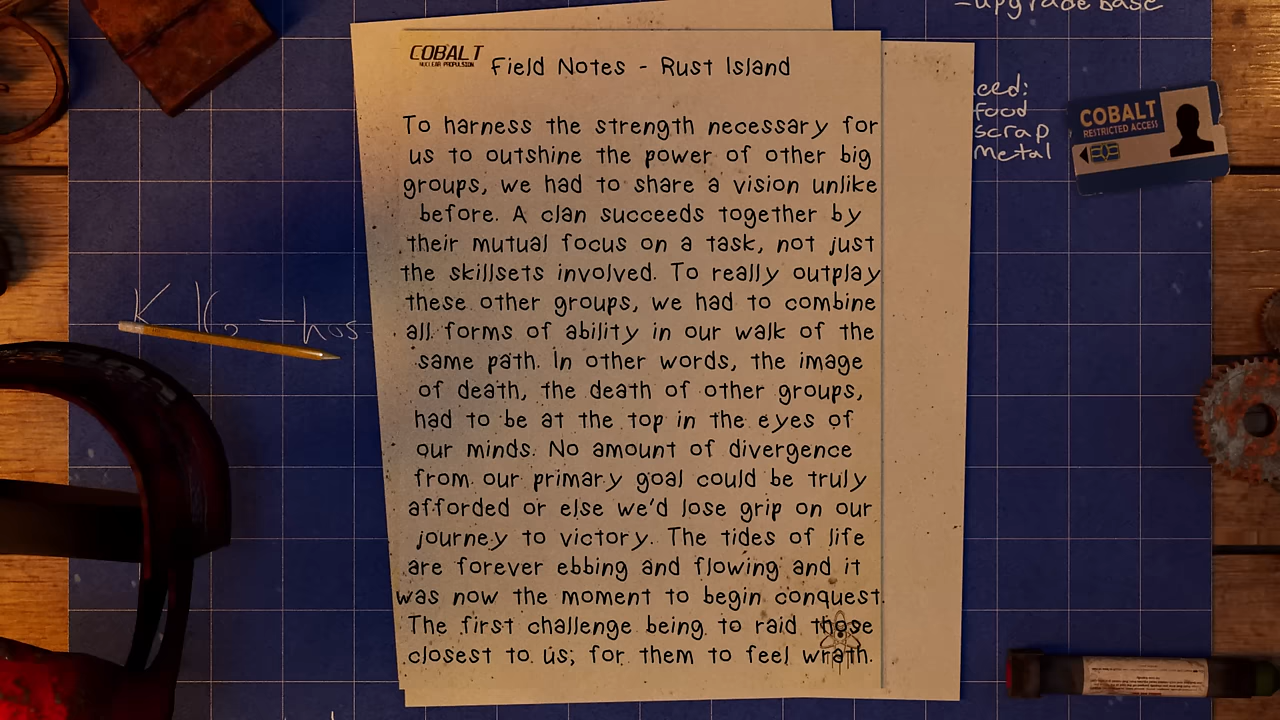 -upgrade base
COBALT
NUCLEAR PROPULSION
Field Notes - Rust Island
To harness the strength necessary for
us to outshine the power of other big
groups, we had to share a vision unlike
before. A clan succeeds together by
their mutual focus on a task, not just
the skillsets involved. To really outplay
these other groups, we had to combine
all forms of ability in our walk of the
same path. In other words, the image
of death, the death of other groups,
had to be at the top in the eyes of
our minds. No amount of divergence
from our primary goal could be truly
afforded or else we'd lose grip on our
journey to victory. The tides of life
are forever ebbing and flowing and it
was now the moment to begin conquest.
The first challenge being to raid those
closest to us; for them to feel wrath.
food
scrap
metal
COBALT
RESTRICTED ACCESS